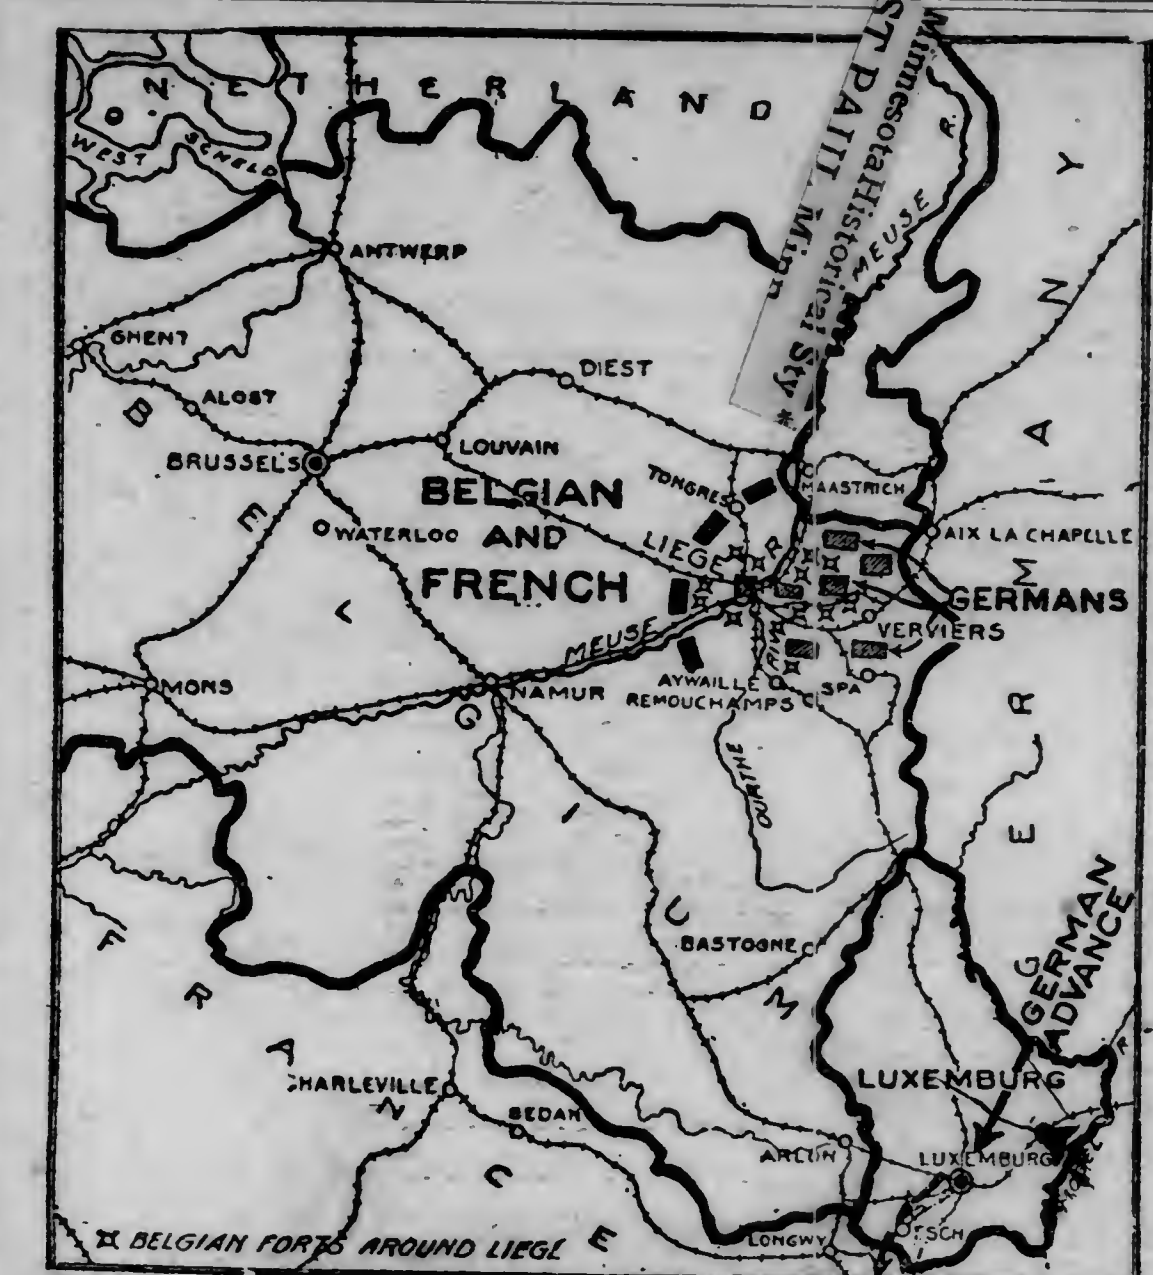 NETHERLAND
WEST SCHELD
Minnesota Historical Sty *
ST PAUL, Minn
MEUSE R.
ANTWERP
GHENT
ALOST
DIEST
BRUSSELS
LOUVAIN
TONGRES
MAASTRICH
BELGIAN
AND
FRENCH
WATERLOO
LIEGE
AIX LA CHAPELLE
GERMANS
VERVIERS
MEUSE
RIV.
AYWAILLE
REMOUCHAMPS
SPA
MONS
NAMUR
OURTHE
BELGIUM
GERMANY
BASTOGNE
GERMAN
ADVANCE
FRANCE
CHARLEVILLE
SEDAN
LUXEMBURG
ARLON
LUXEMBURG
ESCH
LONGWY
BELGIAN FORTS AROUND LIEGE